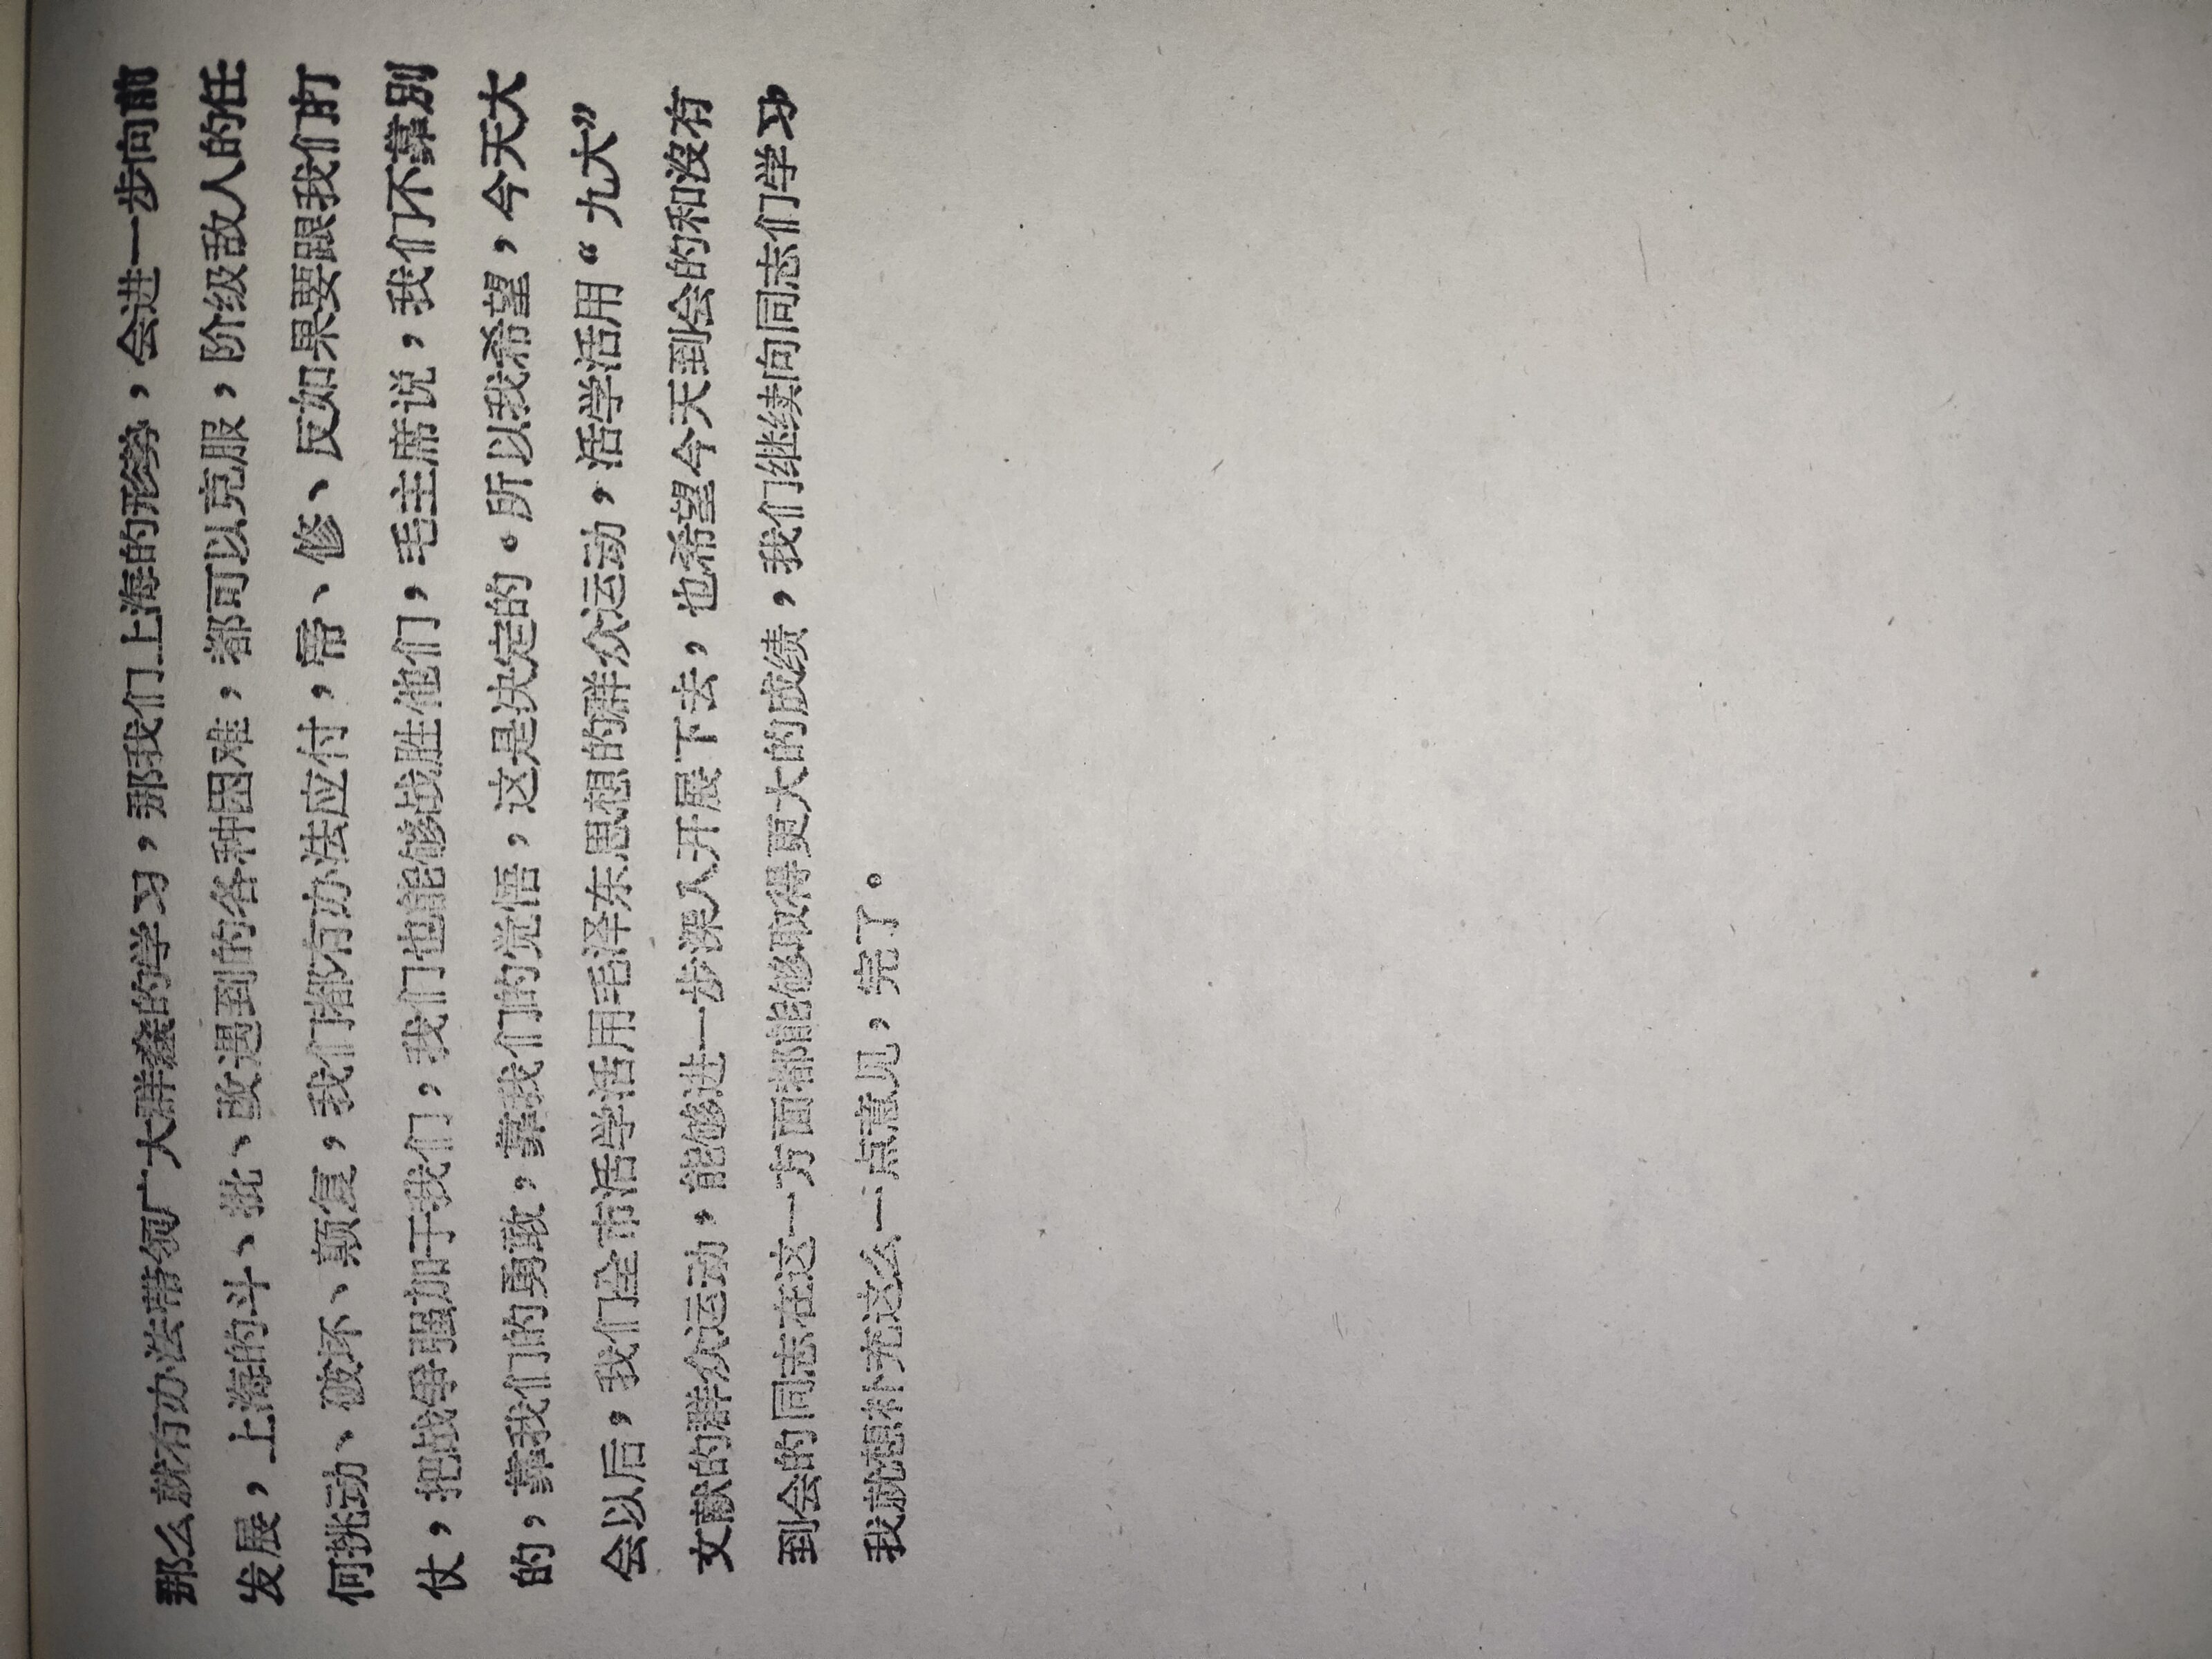 那么就有办法带领广大群众的学习，那我们上海的形势，会进一步向前
发展，上海的斗、批、改遇到的各种困难，都可以克服，阶级敌人的任
何挑动、破坏、颠复，我们都有办法应付，帝、修、反如果要跟我们打
仗，把战争强加于我们，我们也能够战胜他们，毛主席说，我们不靠別
的，靠我们的勇敢，靠我们的觉悟，这是决定的。所以我希望，今天大
会以后，我们全市活学活用毛泽东思想的群众运动，活学活用“九大”
文献的群众运动，能够进一步深入开展下去，也希望今天到会的和沒有
到会的同志在这一方面都能够取得更大的成绩，我们继续向同志们学习
我就想补充这么一点意见，完了。